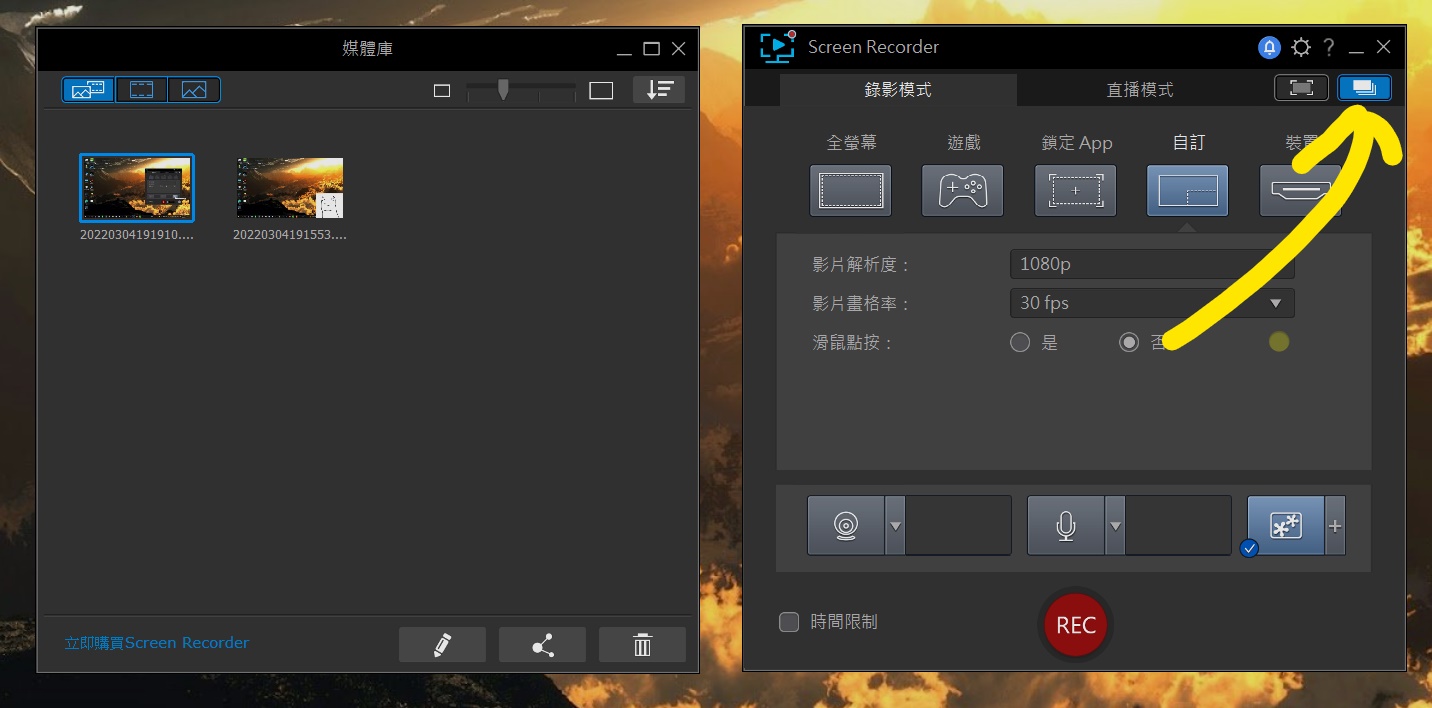 媒體庫
20220304191910....
20220304191553....
立即購買Screen Recorder
Screen Recorder
?
錄影模式
直播模式
全螢幕
遊戲
鎖定 App
自訂
裝置
影片解析度：
1080p
影片畫格率：
30 fps
滑鼠點按：
是
否
時間限制
REC